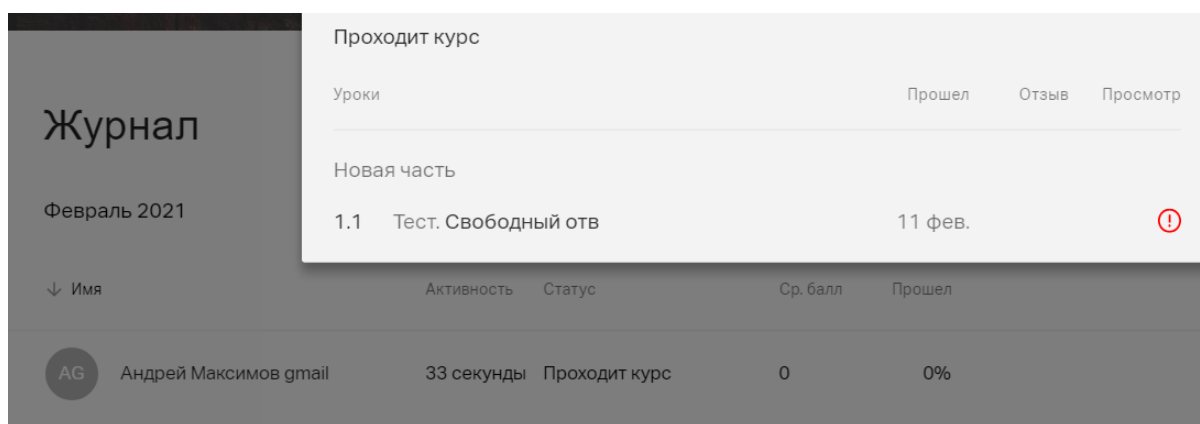 Проходит курс
Уроки Прошел Отзыв Просмотр
Журнал
Новая часть
Февраль 2021
1.1 Тест. Свободный отв 11 фев.
Имя Активность Статус Ср. балл Прошел
AG Андрей Максимов gmail 33 секунды Проходит курс 0 0%